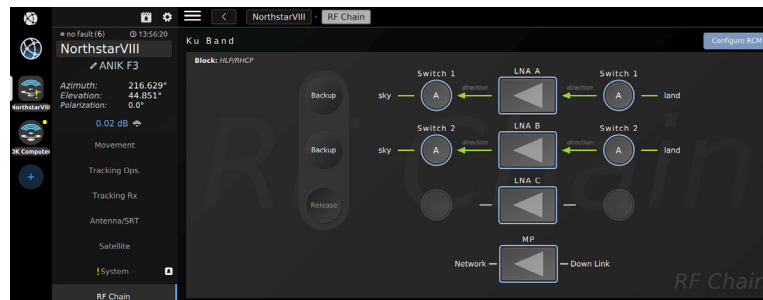 NorthstarVIII
RF Chain
no fault (6)
13:56:20
NorthstarVIII
ANIK F3
Azimuth: 216.629°
Elevation: 44.851°
Polarization: 0.0°
0.02 dB
Movement
Tracking Ops.
Tracking Rx
Antenna/SRT
Satellite
!System
RF Chain
NorthstarVIII
OK Computer
+
Ku Band
Configure RCM
Block: HLP/RHCP
Switch 1
LNA A
Switch 1
Backup
sky
A
direction
direction
A
land
Switch 2
LNA B
Switch 2
Backup
sky
A
direction
direction
A
land
LNA C
Release
MP
Network
Down Link
RF Chain
RF Chain